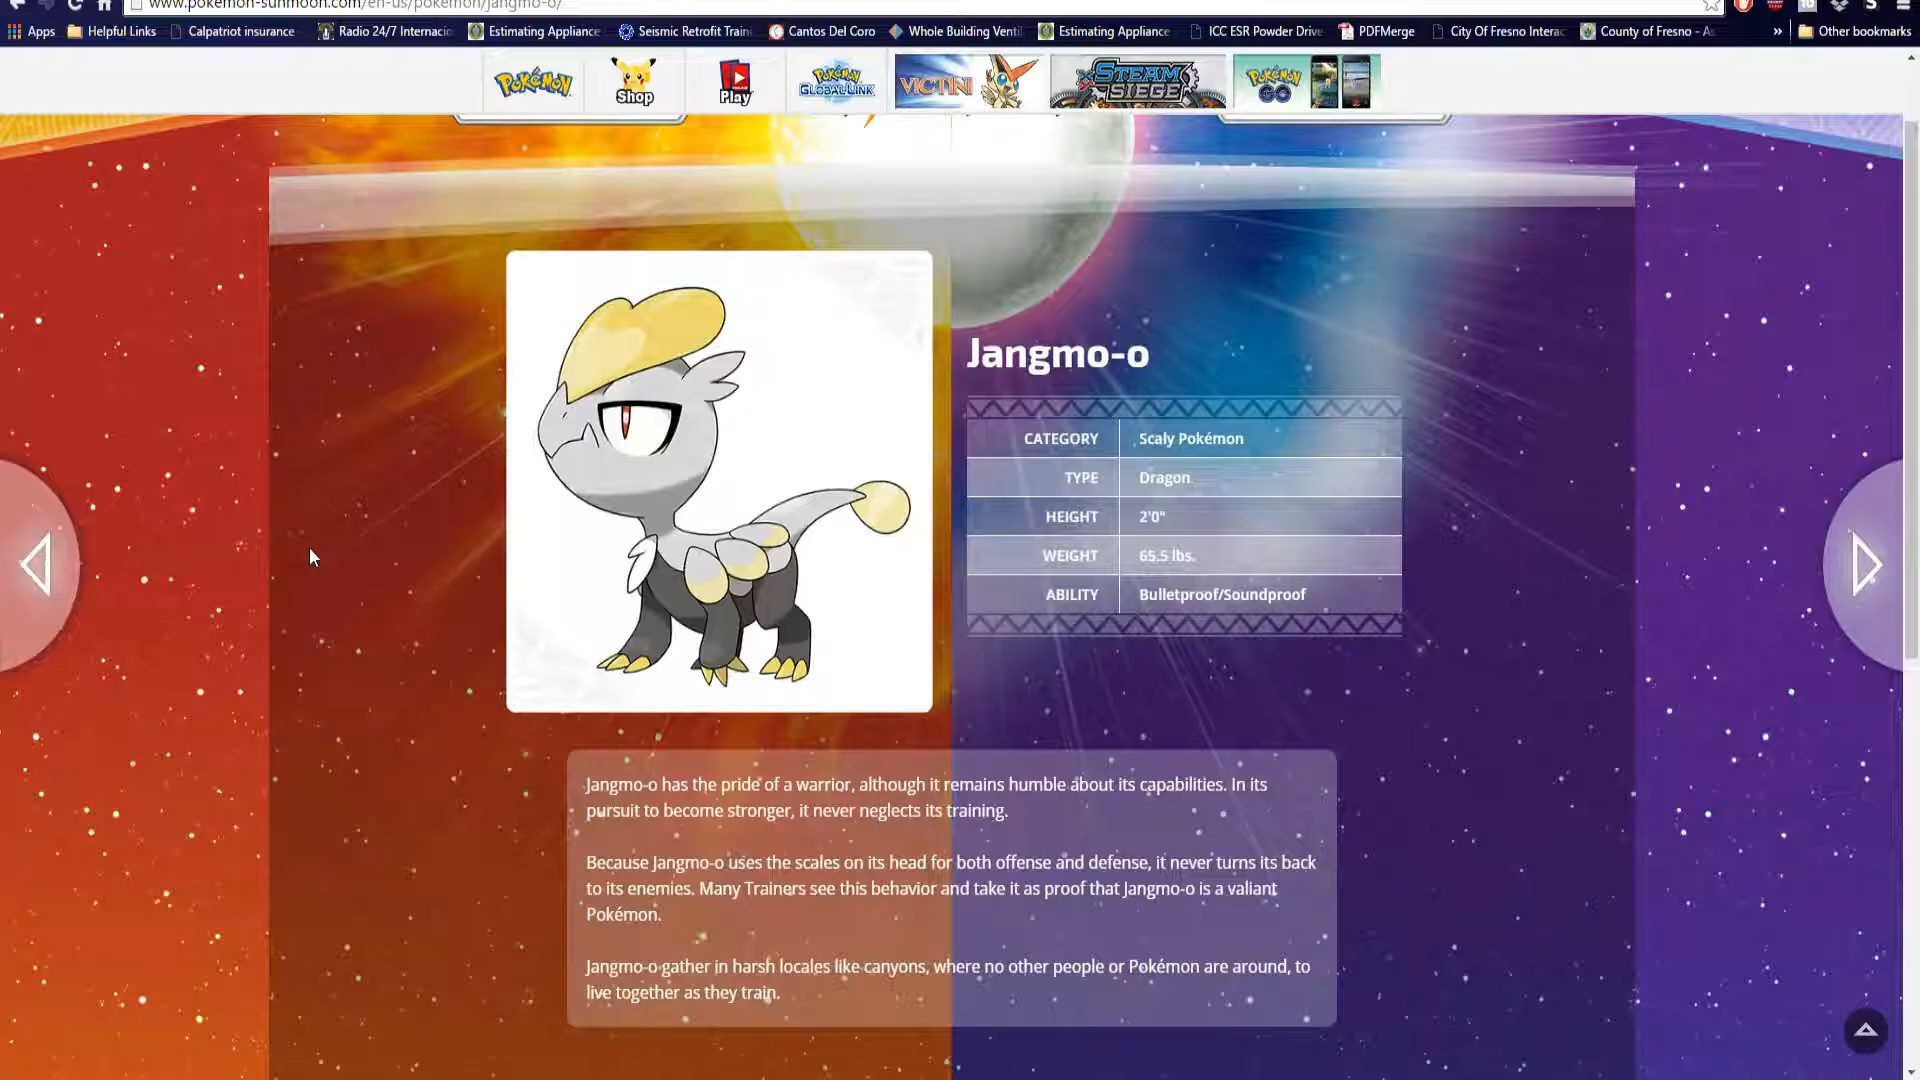 www.pokemon-sunmoon.com/en-us/pokemon/jangmo-o/
Apps Helpful Links Calpatriot insurance Radio 24/7 Internacio Estimating Appliance Seismic Retrofit Traini Cantos Del Coro Whole Building Venti Estimating Appliance ICC ESR Powder Drive PDFMerge City Of Fresno Interac County of Fresno - As » Other bookmarks
Pokémon Shop Play Pokémon GLOBAL LINK VICTINI STEAM SIEGE Pokémon GO
Jangmo-o
CATEGORY Scaly Pokémon
TYPE Dragon
HEIGHT 2'0"
WEIGHT 65.5 lbs.
ABILITY Bulletproof/Soundproof
Jangmo-o has the pride of a warrior, although it remains humble about its capabilities. In its
pursuit to become stronger, it never neglects its training.
Because Jangmo-o uses the scales on its head for both offense and defense, it never turns its back
to its enemies. Many Trainers see this behavior and take it as proof that Jangmo-o is a valiant
Pokémon.
Jangmo-o gather in harsh locales like canyons, where no other people or Pokémon are around, to
live together as they train.